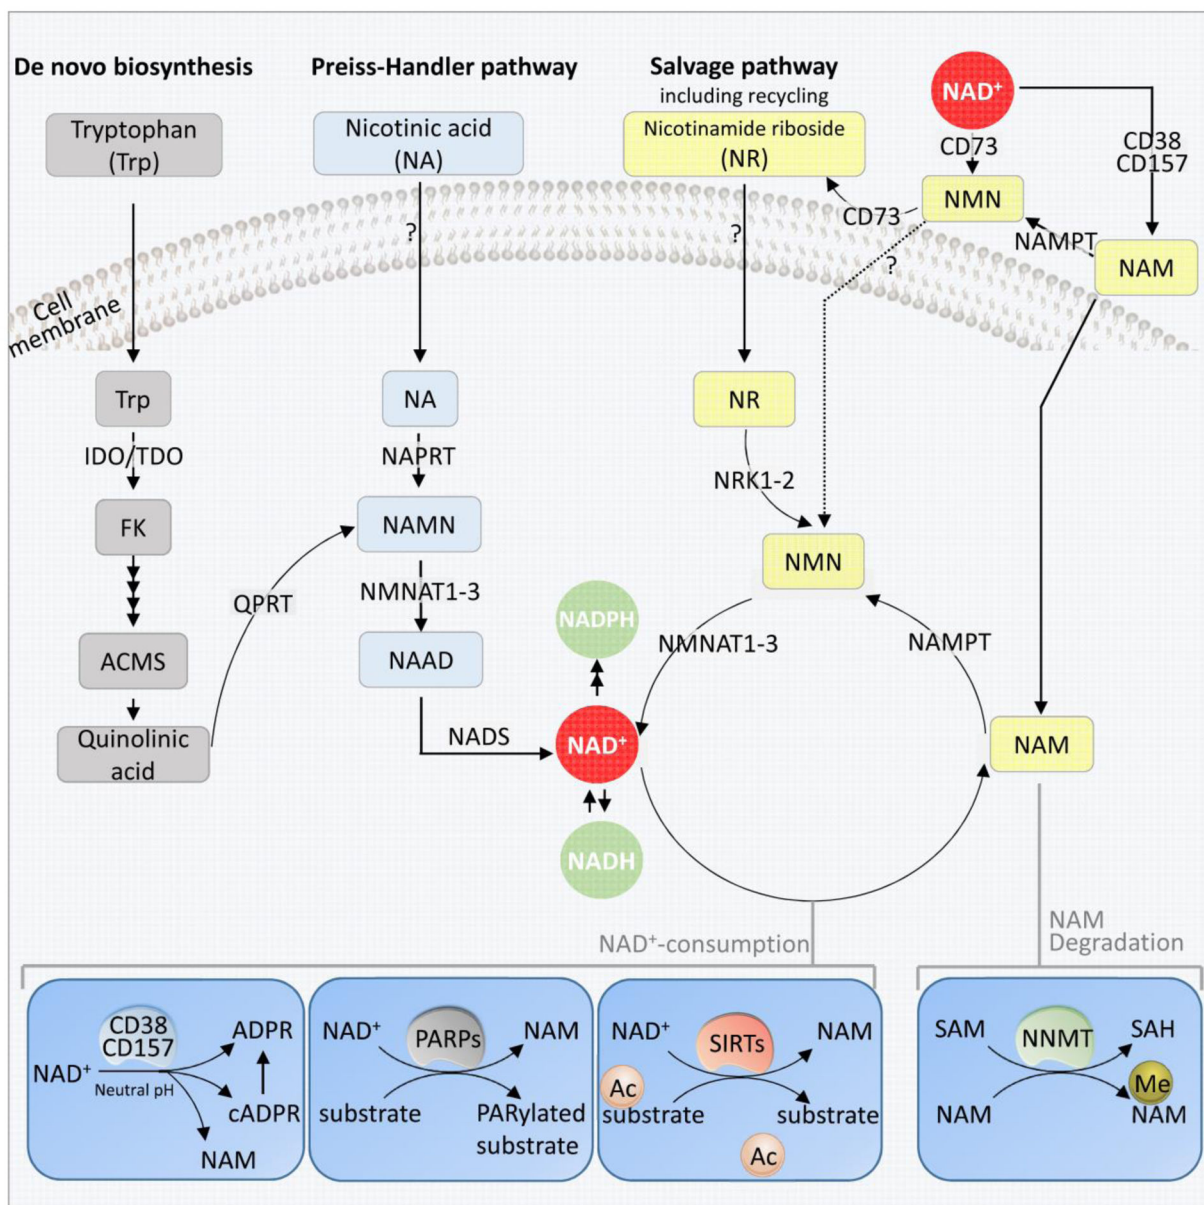 De novo biosynthesis
Preiss-Handler pathway
Salvage pathway
including recycling
NAD+
Tryptophan
(Trp)
Nicotinic acid
(NA)
Nicotinamide riboside
(NR)
CD73
CD38
CD157
NMN
CD73
NAMPT
NAM
?
?
?
Cell
membrane
Trp
NA
NR
IDO/TDO
NAPRT
NRK1-2
FK
NAMN
NMN
QPRT
NMNAT1-3
NADPH
NMNAT1-3
NAMPT
ACMS
NAAD
Quinolinic
acid
NADS
NAD+
NAM
NADH
NAD+-consumption
NAM
Degradation
CD38
CD157
NAD+
Neutral pH
ADPR
cADPR
NAM
NAD+
PARPs
NAM
substrate
PARylated
substrate
NAD+
SIRTs
NAM
Ac
substrate
substrate
Ac
SAM
NNMT
SAH
NAM
Me
NAM